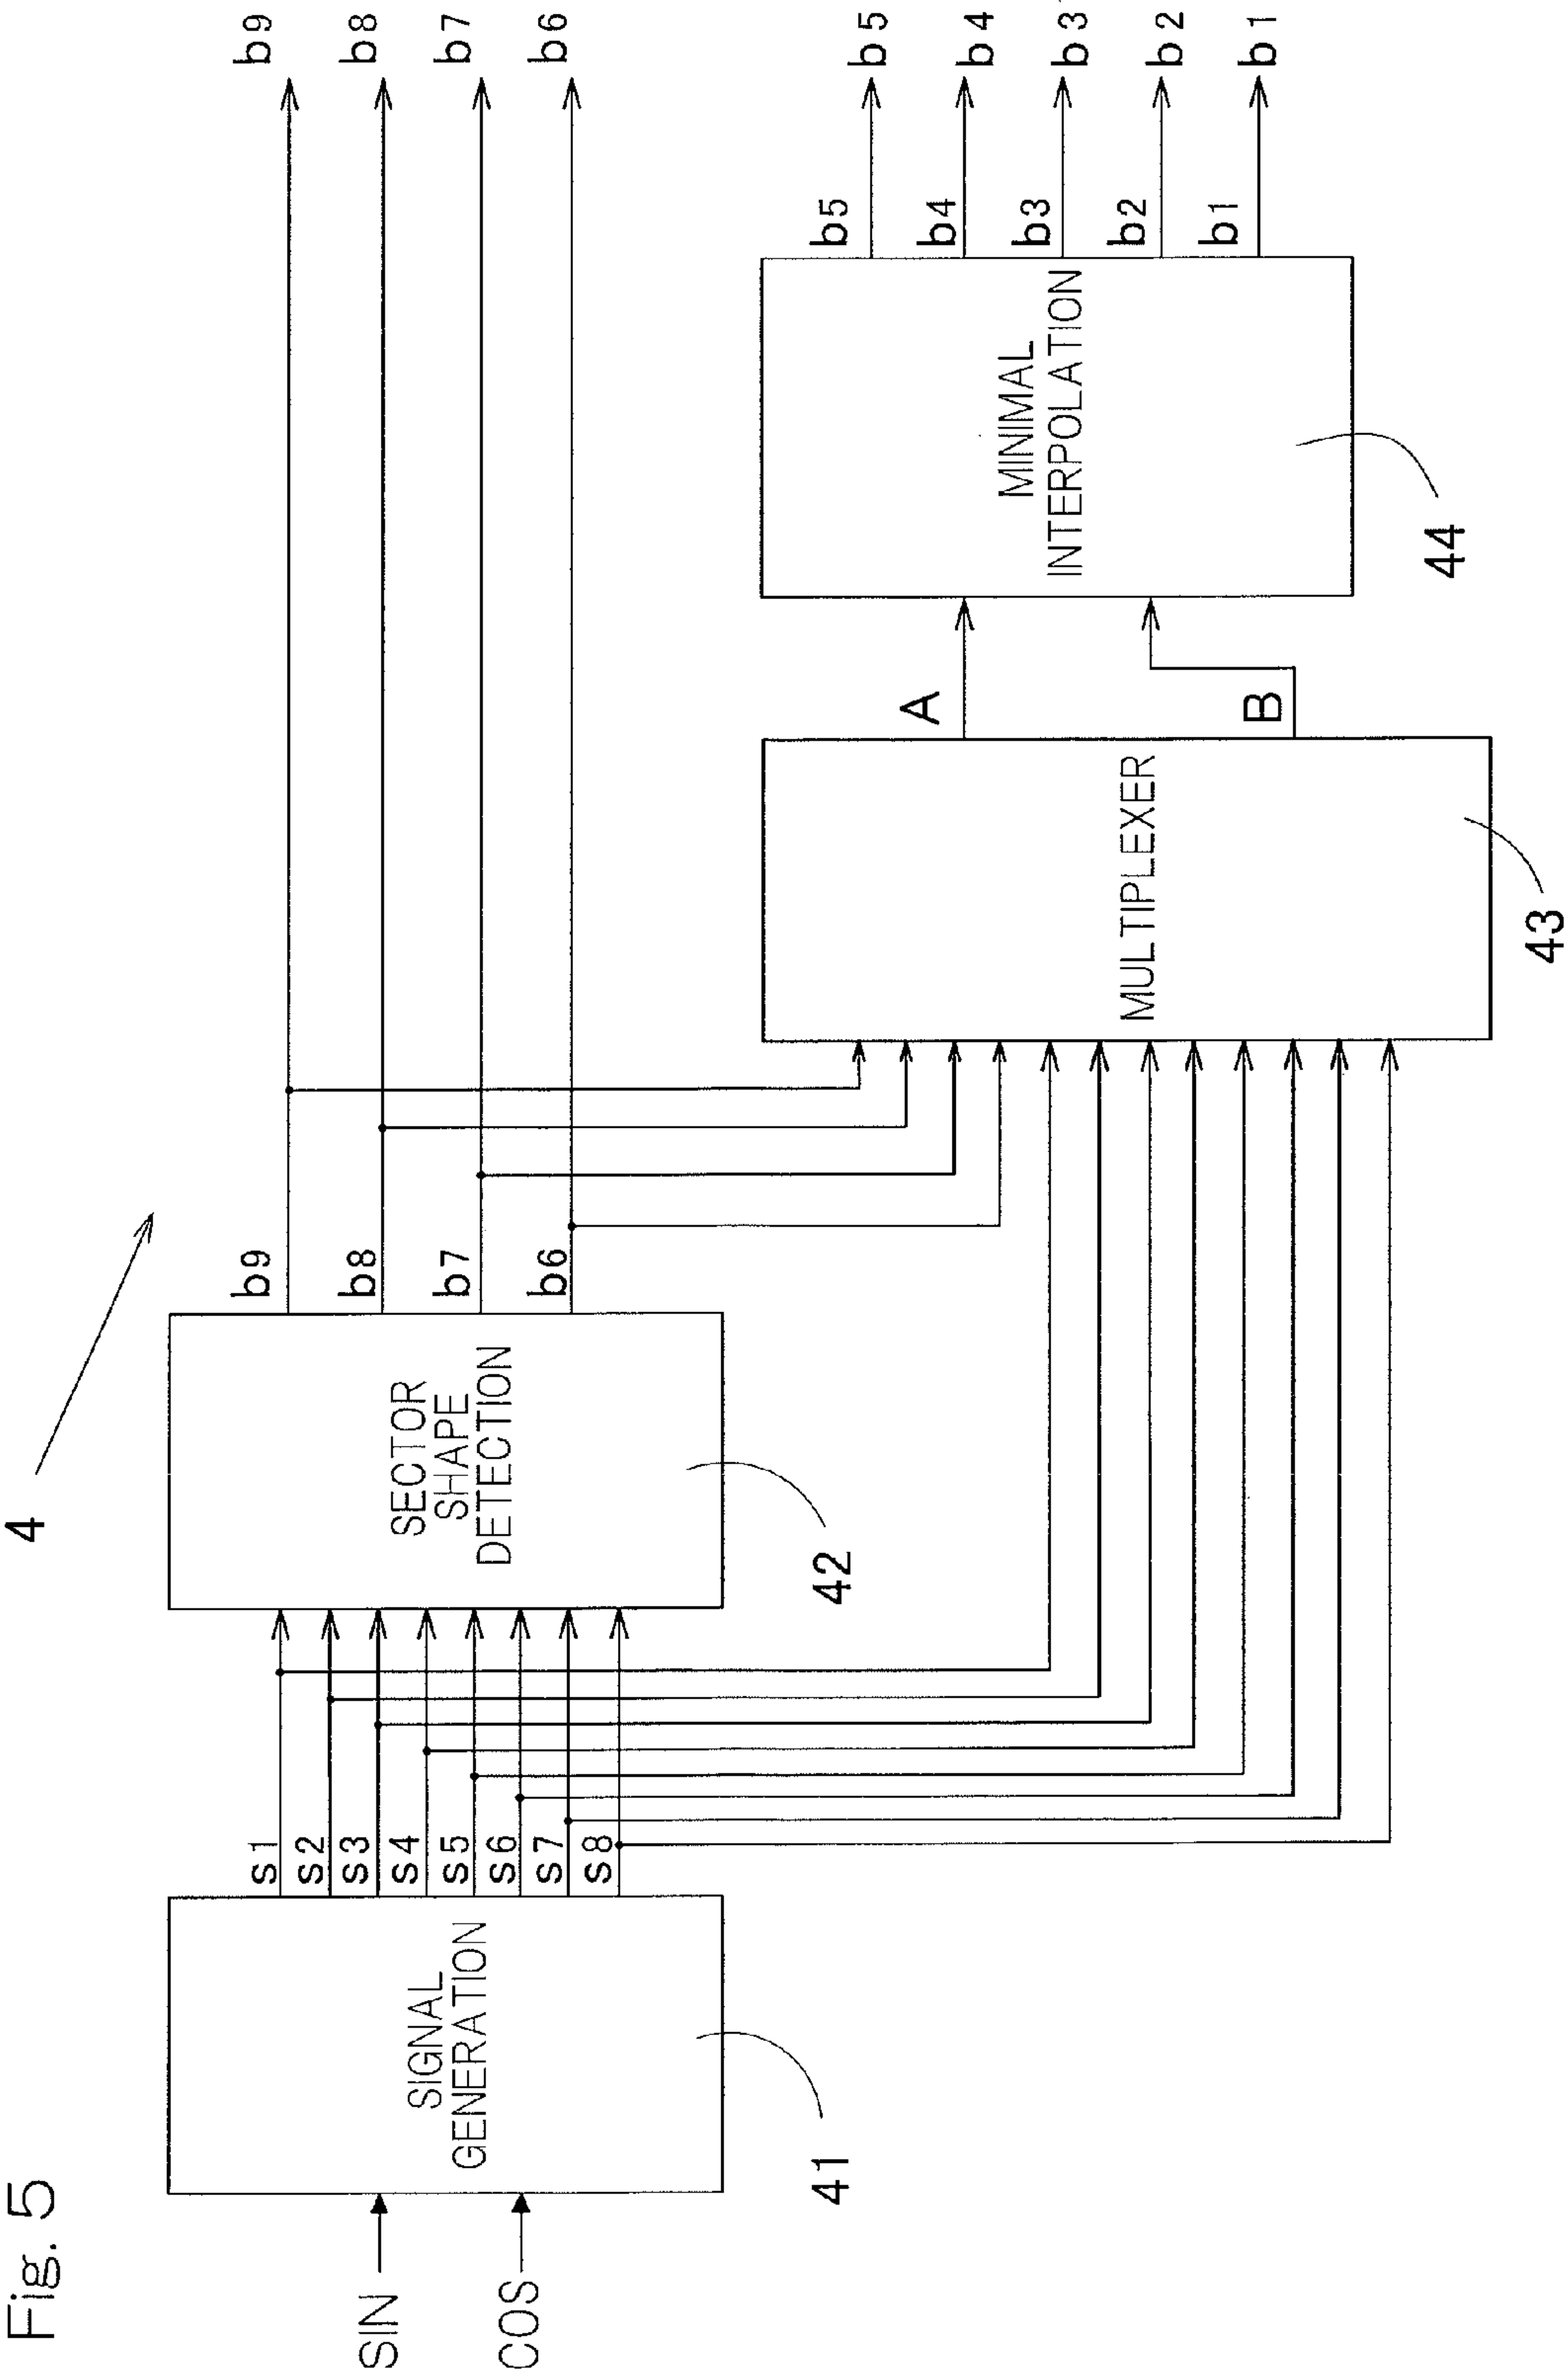 Fig. 5
4
SIN
COS
SIGNAL
GENERATION
41
s1
s2
s3
s4
s5
s6
s7
s8
SECTOR
SHAPE
DETECTION
42
b9
b8
b7
b6
b9
b8
b7
b6
MULTIPLEXER
43
A
B
MINIMAL
INTERPOLATION
44
b5
b4
b3
b2
b1
b5
b4
b3
b2
b1